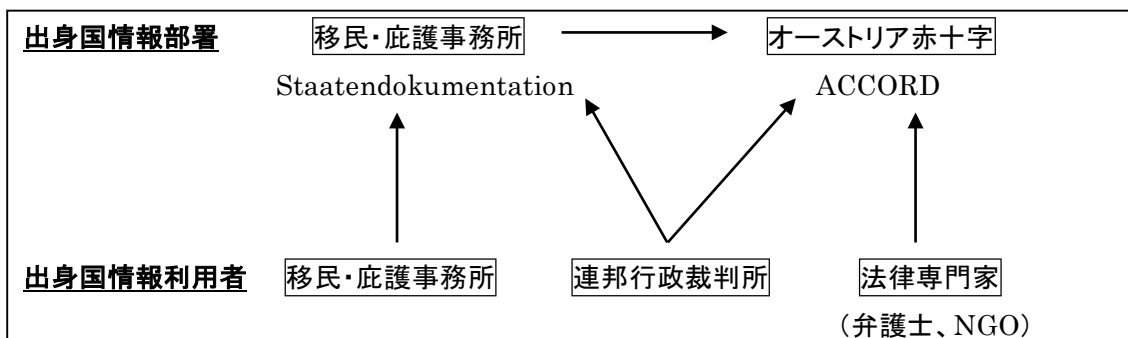 出身国情報部署 移民・庇護事務所 オーストリア赤十字
Staatendokumentation ACCORD
出身国情報利用者 移民・庇護事務所 連邦行政裁判所 法律専門家
（弁護士、NGO）